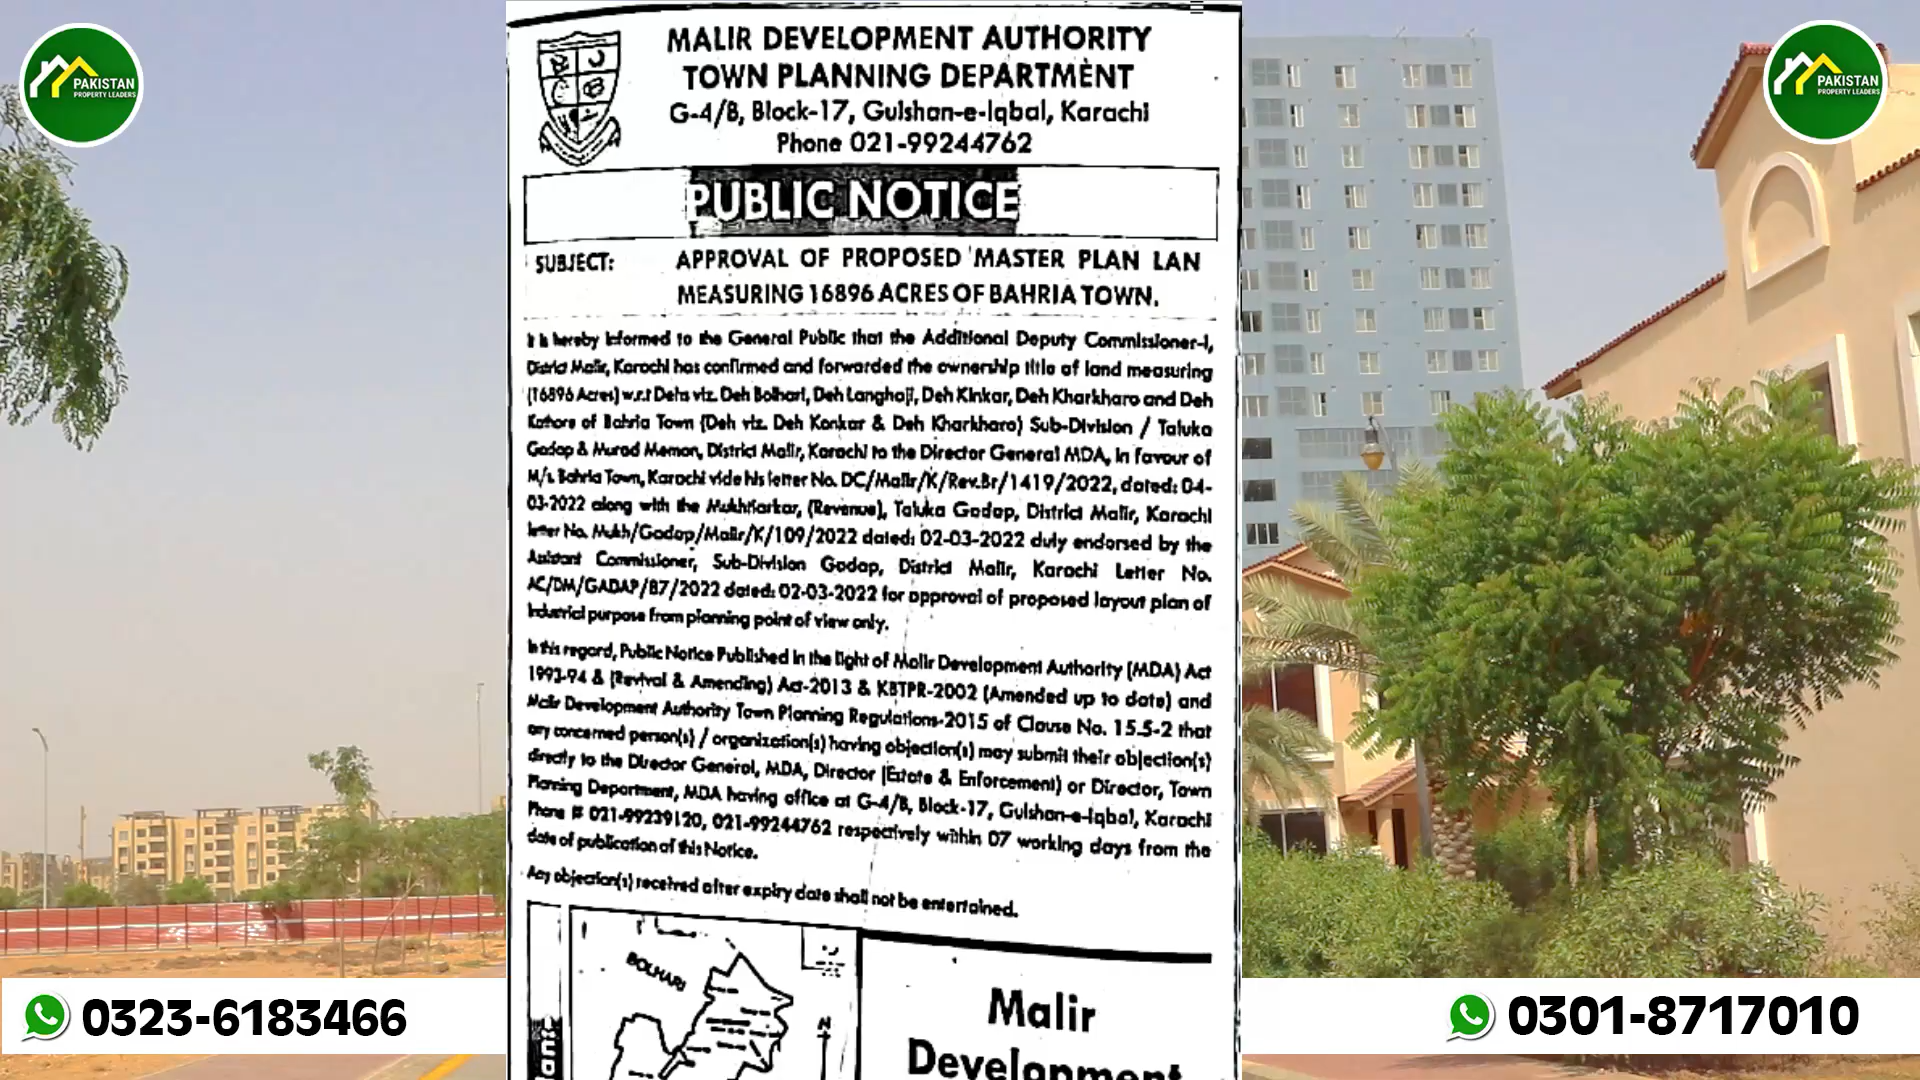 PAKISTAN
PROPERTY LEADERS
MALIR DEVELOPMENT AUTHORITY
TOWN PLANNING DEPARTMENT
G-4/B, Block-17, Gulshan-e-Iqbal, Karachi
Phone 021-99244762
PUBLIC NOTICE
SUBJECT: APPROVAL OF PROPOSED MASTER PLAN LAN
MEASURING 16896 ACRES OF BAHRIA TOWN.
It is hereby informed to the General Public that the Additional Deputy Commissioner-I,
District Malir, Karachi has confirmed and forwarded the ownership title of land measuring
(16896 Acres) w.r.t Dehs viz. Deh Bolhari, Deh Langhaji, Deh Kinkar, Deh Kharkharo and Deh
Kathore of Bahria Town (Deh viz. Deh Konkar & Deh Kharkharo) Sub-Division / Taluka
Gadap & Murad Memon, District Malir, Karachi to the Director General MDA, in favour of
M/s. Bahria Town, Karachi vide his letter No. DC/Malir/K/Rev.Br/1419/2022, dated: 04-
03-2022 along with the Mukhtiarkar, (Revenue), Taluka Gadap, District Malir, Karachi
letter No. Mukh/Gadap/Malir/K/109/2022 dated: 02-03-2022 duly endorsed by the
Assistant Commissioner, Sub-Division Gadap, District Malir, Karachi Letter No.
AC/DM/GADAP/87/2022 dated: 02-03-2022 for approval of proposed layout plan of
Industrial purpose from planning point of view only.
In this regard, Public Notice Published in the light of Malir Development Authority (MDA) Act
1993-94 & (Revival & Amending) Act-2013 & KBTPR-2002 (Amended up to date) and
Malir Development Authority Town Planning Regulations-2015 of Clause No. 15.5-2 that
any concerned person(s) / organization(s) having objection(s) may submit their objection(s)
directly to the Director General, MDA, Director (Estate & Enforcement) or Director, Town
Planning Department, MDA having office at G-4/B, Block-17, Gulshan-e-Iqbal, Karachi
Phone # 021-99239120, 021-99244762 respectively within 07 working days from the
date of publication of this Notice.
Any objection(s) received after expiry date shall not be entertained.
BOLHARI
N
Malir
Development
0323-6183466
0301-8717010
PAKISTAN
PROPERTY LEADERS